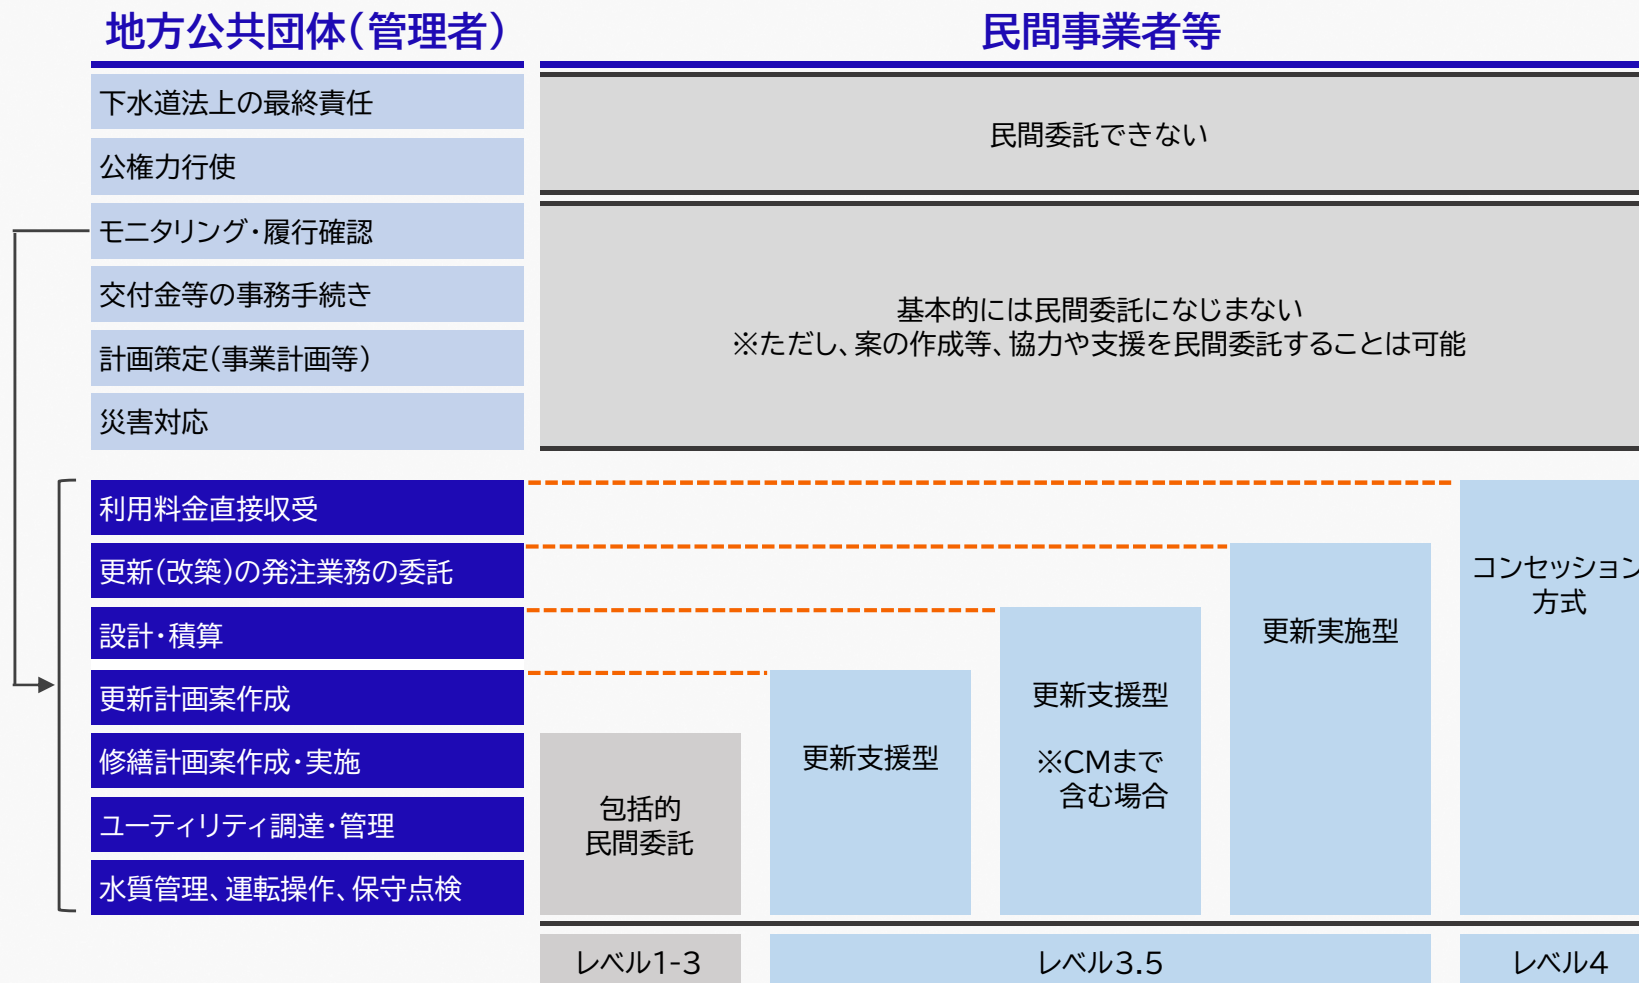 地方公共団体（管理者）
民間事業者等
下水道法上の最終責任
公権力行使
民間委託できない
モニタリング・履行確認
交付金等の事務手続き
計画策定（事業計画等）
災害対応
基本的には民間委託になじまない
※ただし、案の作成等、協力や支援を民間委託することは可能
利用料金直接収受
更新（改築）の発注業務の委託
設計・積算
更新計画案作成
修繕計画案作成・実施
ユーティリティ調達・管理
水質管理、運転操作、保守点検
包括的
民間委託
更新支援型
更新支援型
※CMまで
含む場合
更新実施型
コンセッション
方式
レベル1-3
レベル3.5
レベル4